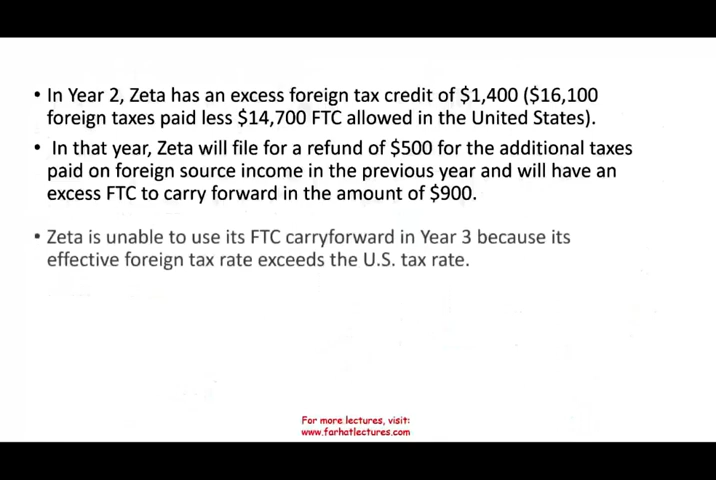 • In Year 2, Zeta has an excess foreign tax credit of $1,400 ($16,100
foreign taxes paid less $14,700 FTC allowed in the United States).
• In that year, Zeta will file for a refund of $500 for the additional taxes
paid on foreign source income in the previous year and will have an
excess FTC to carry forward in the amount of $900.
• Zeta is unable to use its FTC carryforward in Year 3 because its
effective foreign tax rate exceeds the U.S. tax rate.
For more lectures, visit:
www.farhatlectures.com